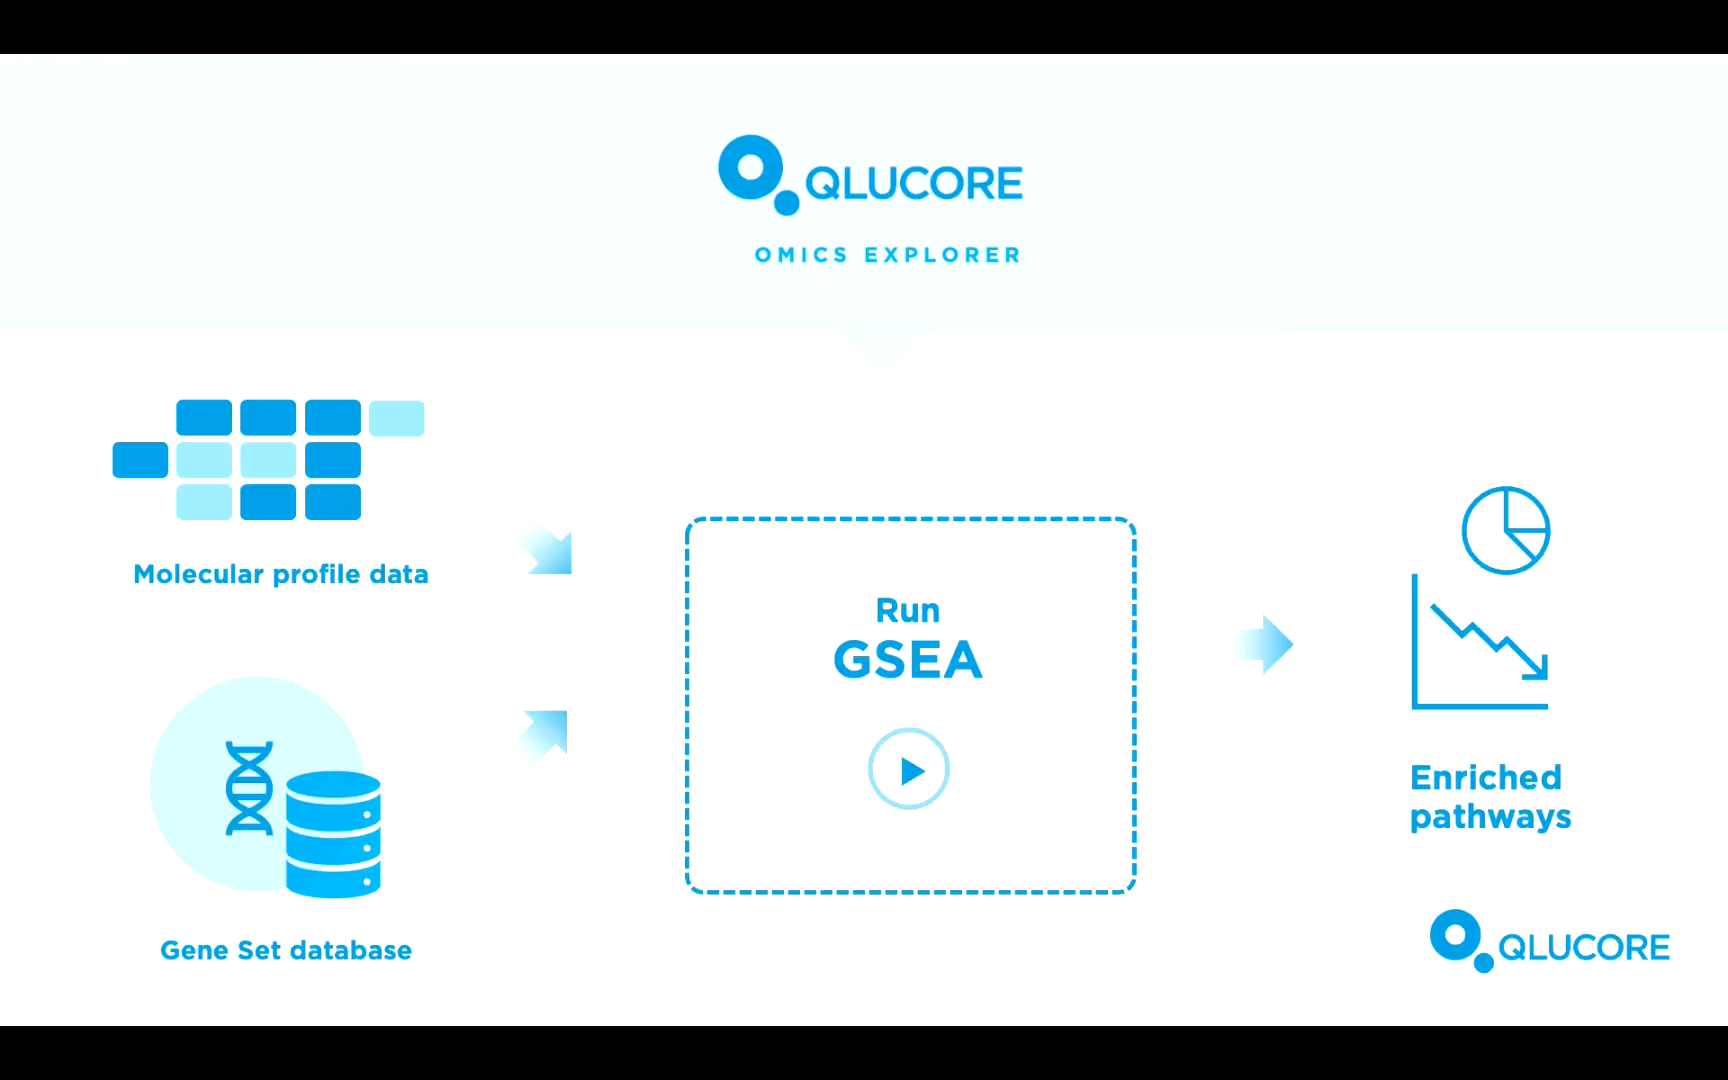 QLUCORE
OMICS EXPLORER
Molecular profile data
Gene Set database
Run
GSEA
Enriched
pathways
QLUCORE